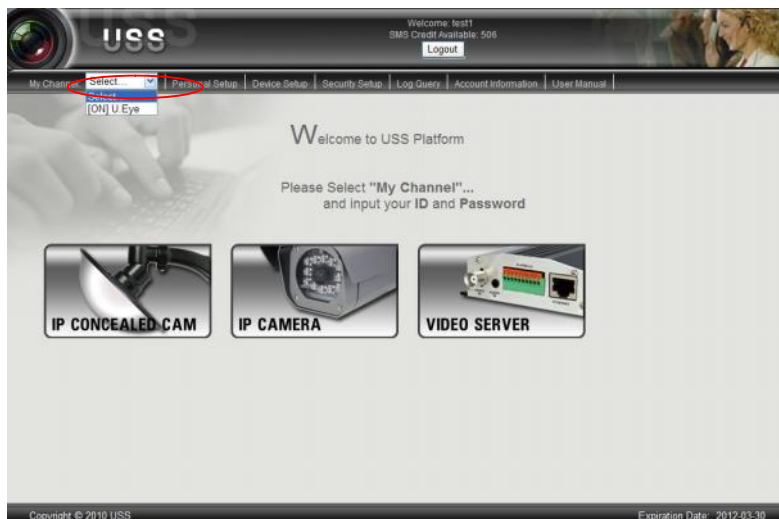 USS
Welcome: test1
SMS Credit Available: 506
Logout
My Channel: Select... Personal Setup Device Setup Security Setup Log Query Account Information User Manual
Select...
[ON] U.Eye
Welcome to USS Platform
Please Select "My Channel"...
and input your ID and Password
IP CONCEALED CAM
IP CAMERA
VIDEO SERVER
Copyright © 2010 USS Expiration Date: 2012-03-30